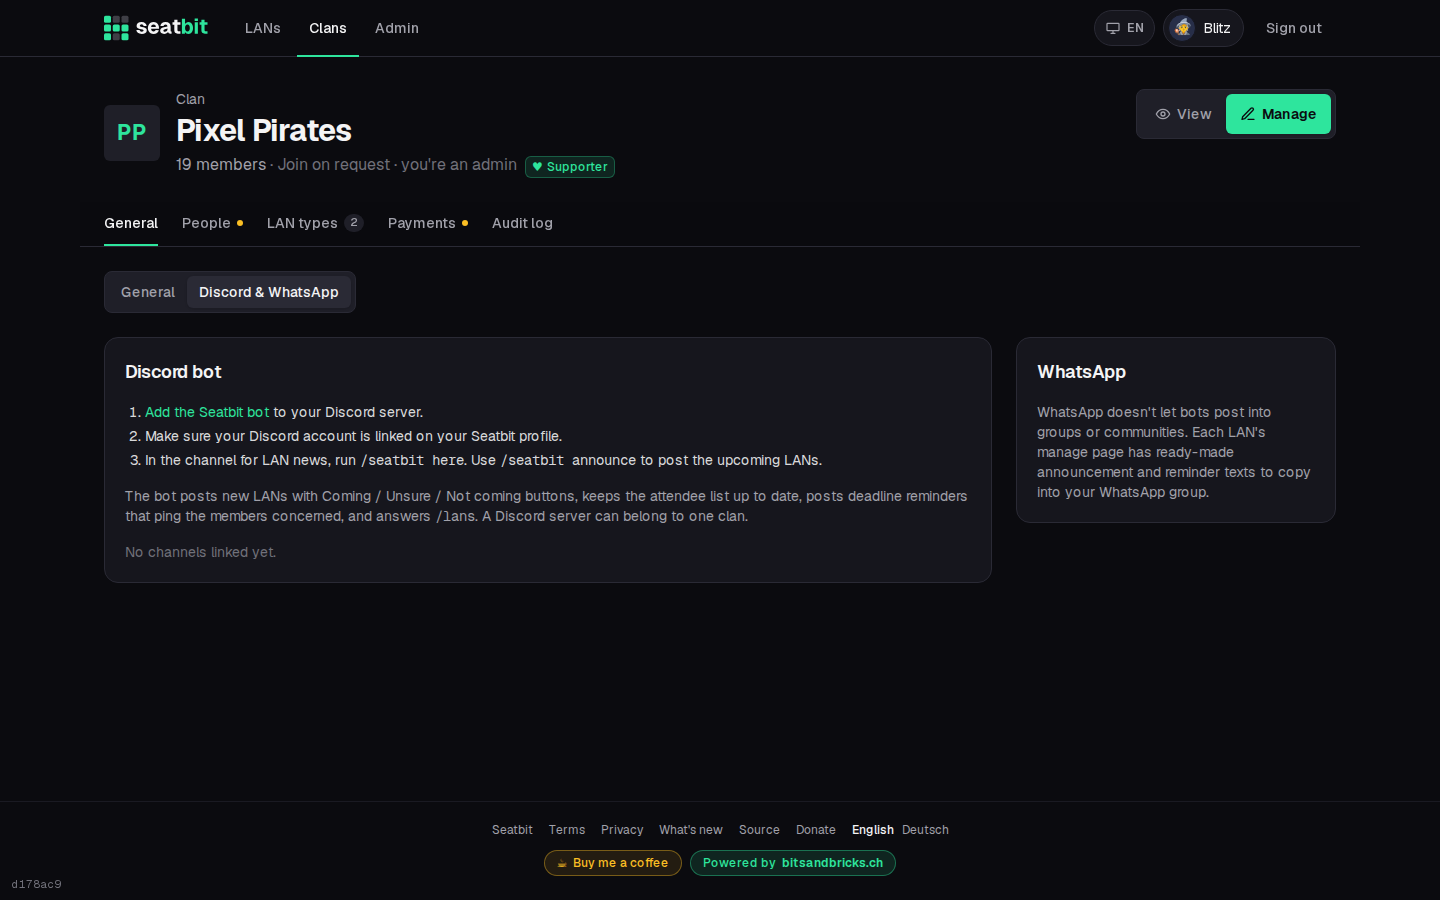 seatbit
LANs
Clans
Admin
EN
Blitz
Sign out
PP
Clan
Pixel Pirates
19 members · Join on request · you're an admin
♥ Supporter
View
Manage
General
People
LAN types
2
Payments
Audit log
General
Discord & WhatsApp
Discord bot
1. Add the Seatbit bot to your Discord server.
2. Make sure your Discord account is linked on your Seatbit profile.
3. In the channel for LAN news, run /seatbit here. Use /seatbit announce to post the upcoming LANs.
The bot posts new LANs with Coming / Unsure / Not coming buttons, keeps the attendee list up to date, posts deadline reminders
that ping the members concerned, and answers /lans. A Discord server can belong to one clan.
No channels linked yet.
WhatsApp
WhatsApp doesn't let bots post into
groups or communities. Each LAN's
manage page has ready-made
announcement and reminder texts to copy
into your WhatsApp group.
Seatbit
Terms
Privacy
What's new
Source
Donate
English
Deutsch
Buy me a coffee
Powered by bitsandbricks.ch
d178ac9